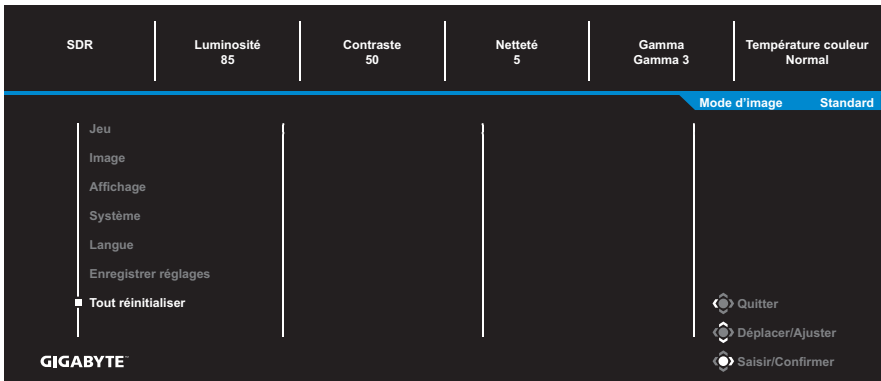 SDR
Luminosité
85
Contraste
50
Netteté
5
Gamma
Gamma 3
Température couleur
Normal
Mode d'image Standard
Jeu
Image
Affichage
Système
Langue
Enregistrer réglages
Tout réinitialiser
Quitter
Déplacer/Ajuster
Saisir/Confirmer
GIGABYTE™